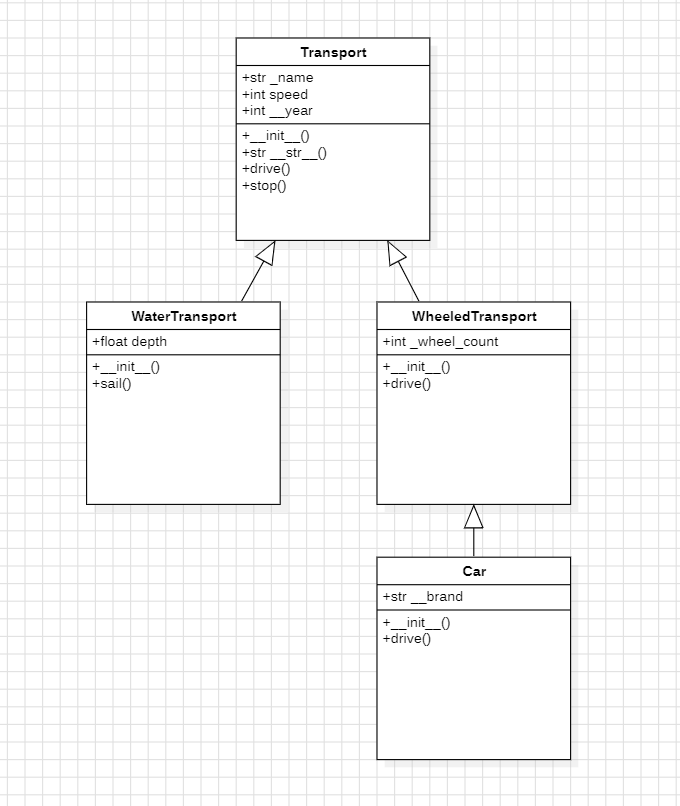 Transport
+str _name
+int speed
+int __year
+__init__()
+str __str__()
+drive()
+stop()
WaterTransport
+float depth
+__init__()
+sail()
WheeledTransport
+int _wheel_count
+__init__()
+drive()
Car
+str __brand
+__init__()
+drive()